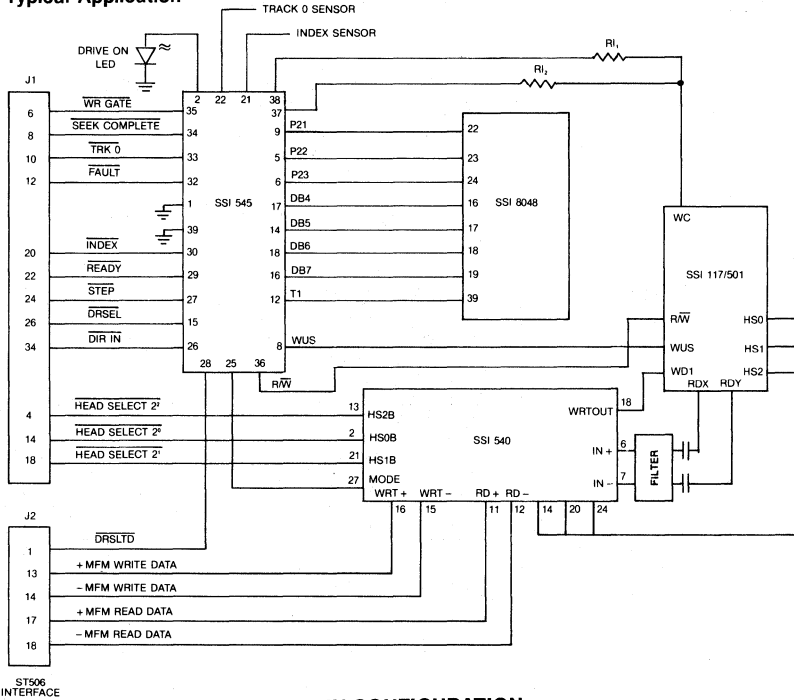 Typical Application
TRACK 0 SENSOR
INDEX SENSOR
DRIVE ON
LED
≈
RI₁
RI₂
J1
2 22 21 38
37
6 WR GATE 35
8 SEEK COMPLETE 34
10 TRK 0 33
12 FAULT 32
1
39
20 INDEX 30
22 READY 29
24 STEP 27
26 DRSEL 15
34 DIR IN 26
SSI 545
9 P21 22
5 P22 23
6 P23 24
17 DB4 16
14 DB5 17
18 DB6 18
16 DB7 19
12 T1 39
SSI 8048
8 WUS
28 25 36
R/W
WC
SSI 117/501
R/W HS0
WUS HS1
WD1 HS2
RDX RDY
4 HEAD SELECT 2² 13 HS2B
14 HEAD SELECT 2⁰ 2 HS0B
18 HEAD SELECT 2¹ 21 HS1B
27 MODE
SSI 540
WRTOUT 18
IN + 6
IN − 7
FILTER
WRT + WRT − RD + RD −
16 15 11 12 14 20 24
J2
1 DRSLTD
13 + MFM WRITE DATA
14 − MFM WRITE DATA
17 + MFM READ DATA
18 − MFM READ DATA
ST506
INTERFACE